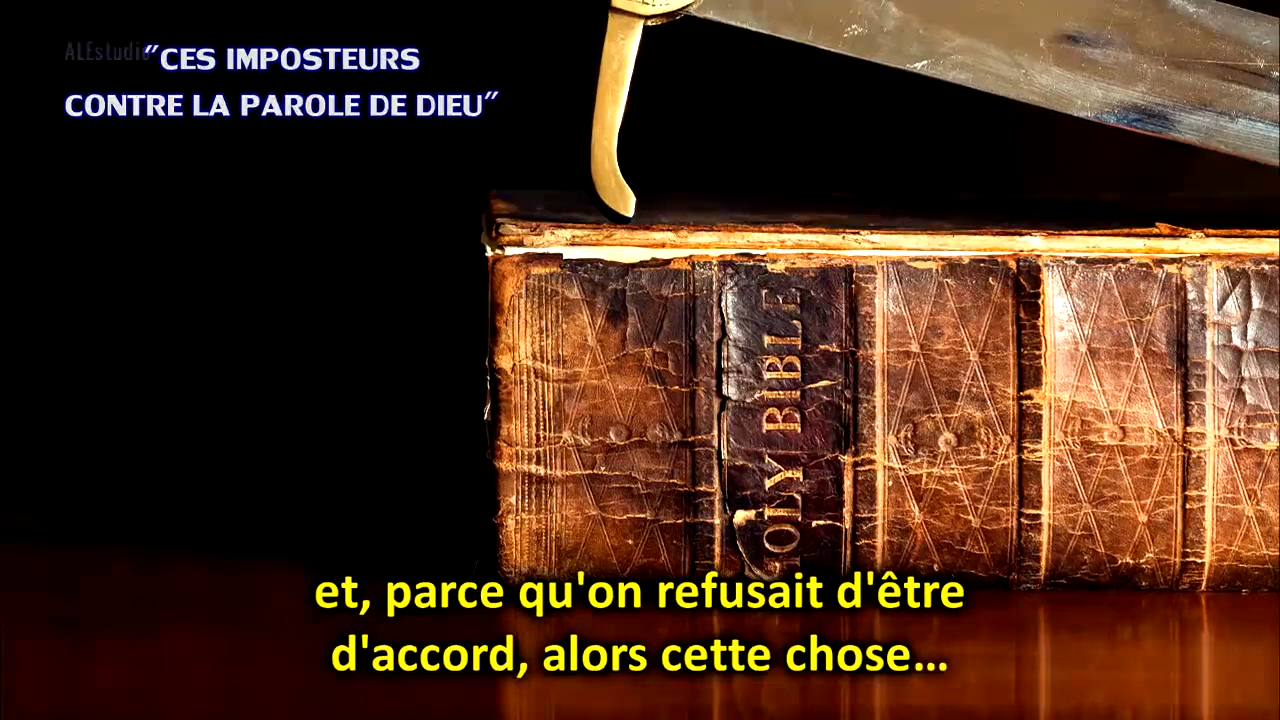 ALEstudio
"CES IMPOSTEURS
CONTRE LA PAROLE DE DIEU"
HOLY BIBLE
et, parce qu'on refusait d'être
d'accord, alors cette chose...